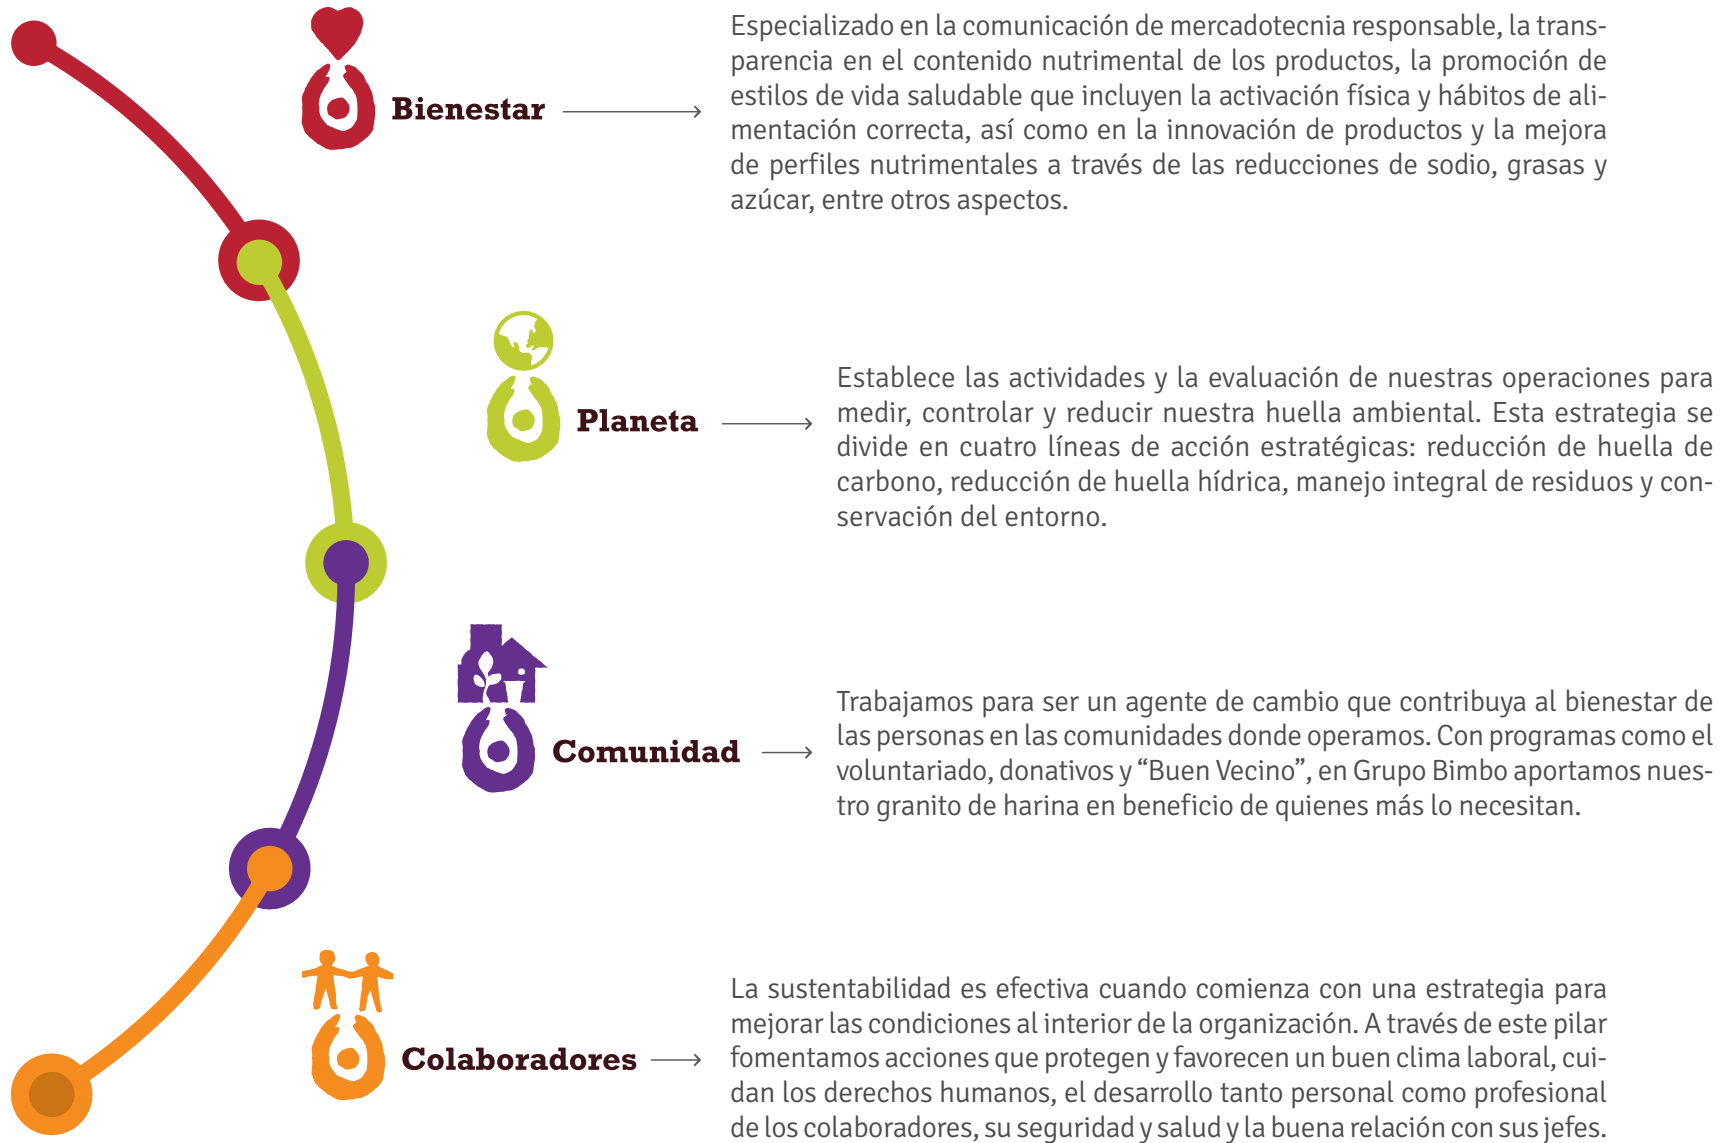 Especializado en la comunicación de mercadotecnia responsable, la trans-
parencia en el contenido nutrimental de los productos, la promoción de
estilos de vida saludable que incluyen la activación física y hábitos de ali-
Bienestar
mentación correcta, así como en la innovación de productos y la mejora
de perfiles nutrimentales a través de las reducciones de sodio, grasas y
azúcar, entre otros aspectos.
Establece las actividades y la evaluación de nuestras operaciones para
medir, controlar y reducir nuestra huella ambiental. Esta estrategia se
Planeta
divide en cuatro líneas de acción estratégicas: reducción de huella de
carbono, reducción de huella hídrica, manejo integral de residuos y con-
servación del entorno.
Trabajamos para ser un agente de cambio que contribuya al bienestar de
las personas en las comunidades donde operamos. Con programas como el
Comunidad
voluntariado, donativos y “Buen Vecino”, en Grupo Bimbo aportamos nues-
tro granito de harina en beneficio de quienes más lo necesitan.
La sustentabilidad es efectiva cuando comienza con una estrategia para
mejorar las condiciones al interior de la organización. A través de este pilar
Colaboradores
fomentamos acciones que protegen y favorecen un buen clima laboral, cui-
dan los derechos humanos, el desarrollo tanto personal como profesional
de los colaboradores, su seguridad y salud y la buena relación con sus jefes.